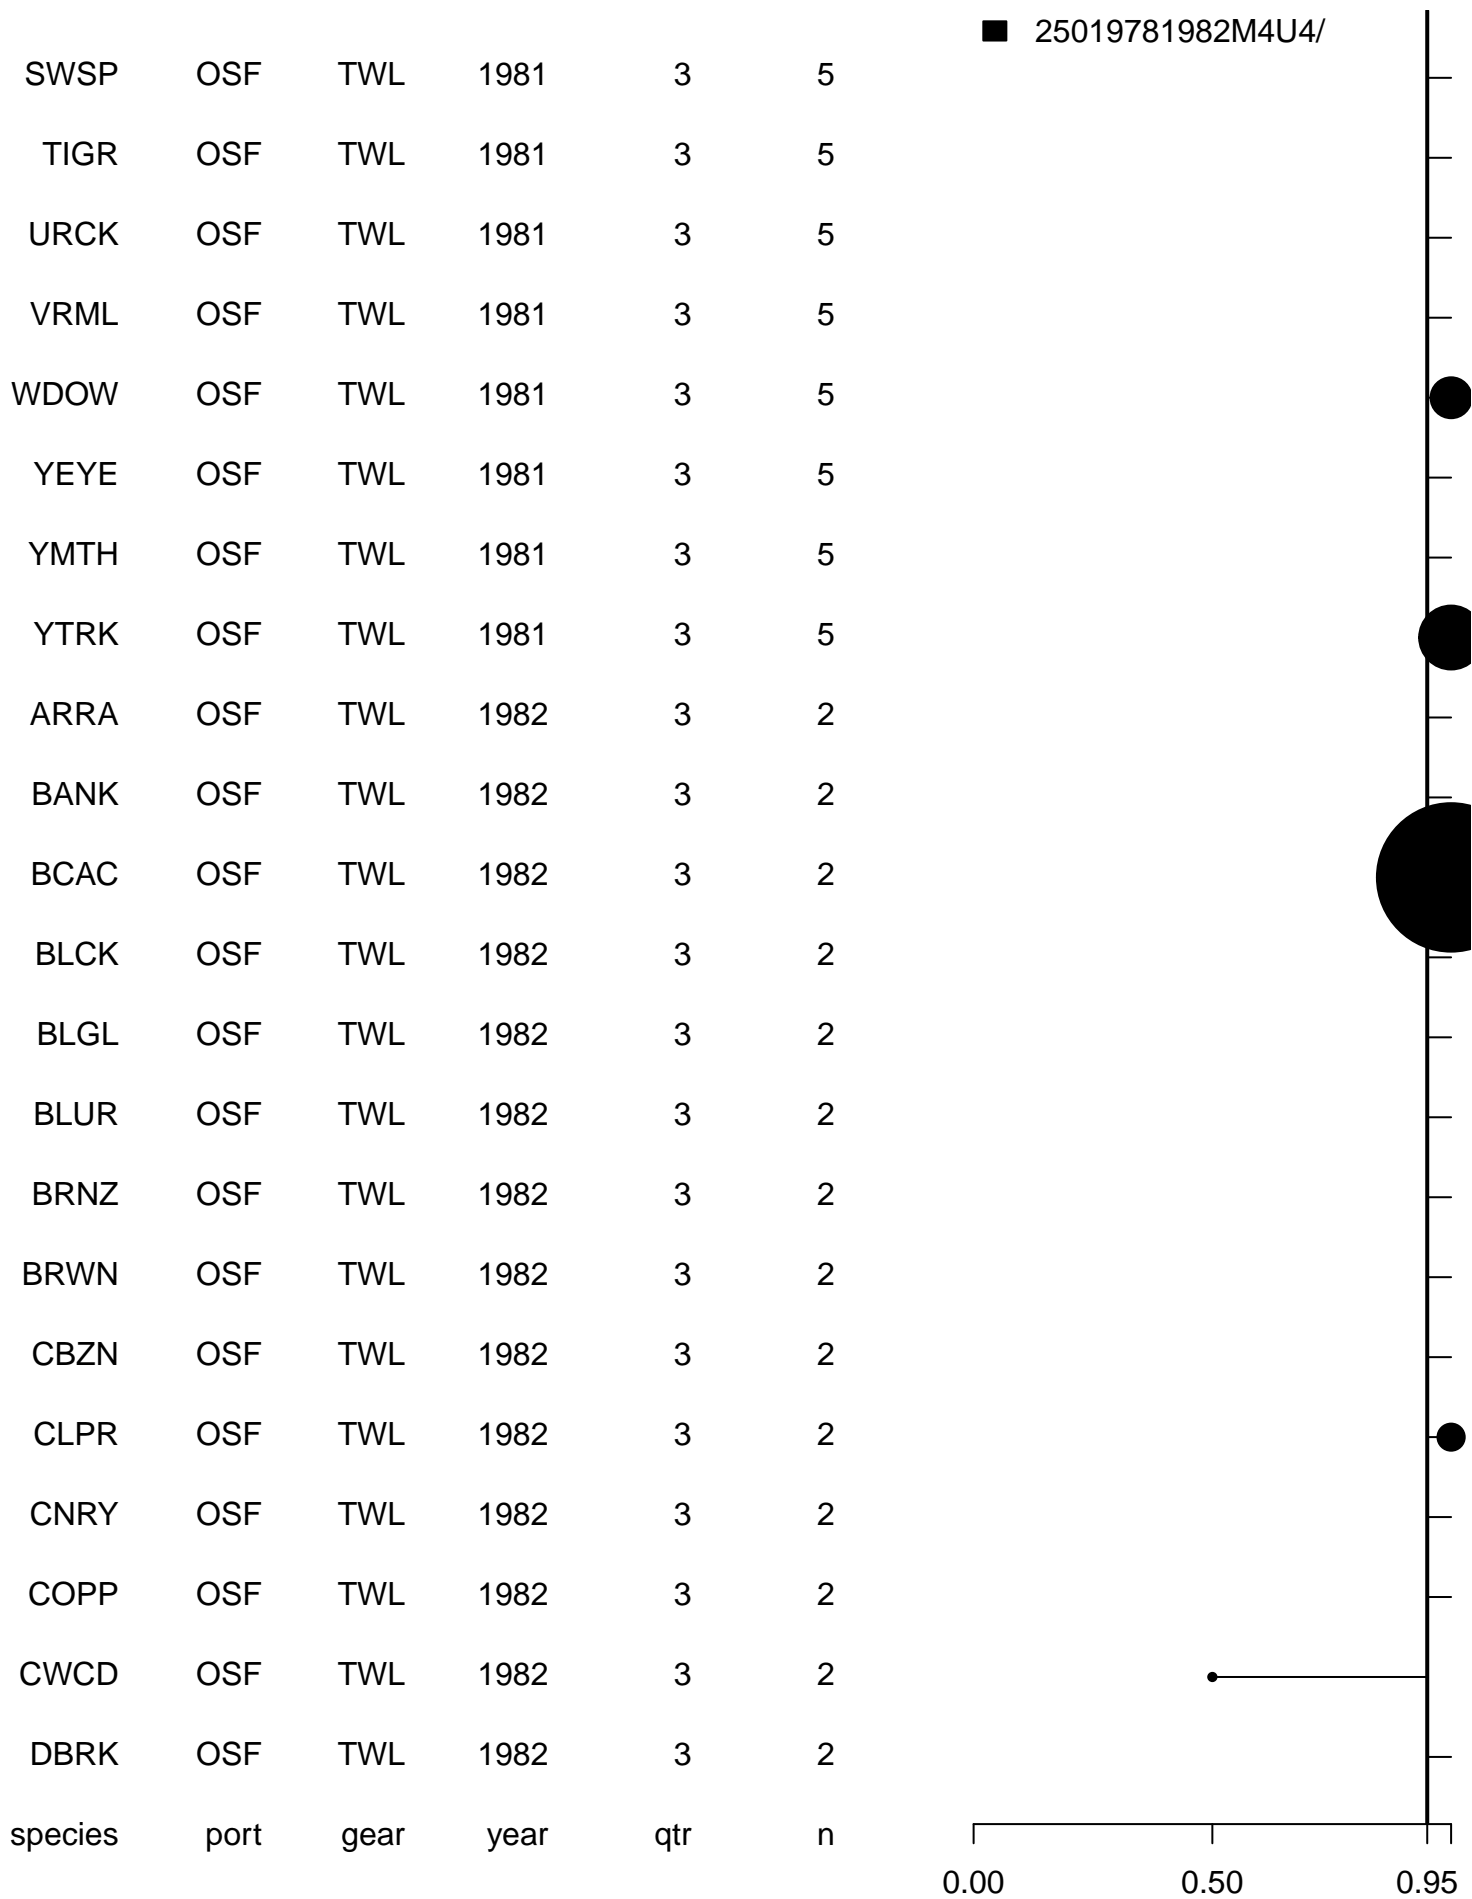 25019781982M4U4/
SWSP OSF TWL 1981 3 5
TIGR OSF TWL 1981 3 5
URCK OSF TWL 1981 3 5
VRML OSF TWL 1981 3 5
WDOW OSF TWL 1981 3 5
YEYE OSF TWL 1981 3 5
YMTH OSF TWL 1981 3 5
YTRK OSF TWL 1981 3 5
ARRA OSF TWL 1982 3 2
BANK OSF TWL 1982 3 2
BCAC OSF TWL 1982 3 2
BLCK OSF TWL 1982 3 2
BLGL OSF TWL 1982 3 2
BLUR OSF TWL 1982 3 2
BRNZ OSF TWL 1982 3 2
BRWN OSF TWL 1982 3 2
CBZN OSF TWL 1982 3 2
CLPR OSF TWL 1982 3 2
CNRY OSF TWL 1982 3 2
COPP OSF TWL 1982 3 2
CWCD OSF TWL 1982 3 2
DBRK OSF TWL 1982 3 2
species port gear year qtr n
0.00 0.50 0.95